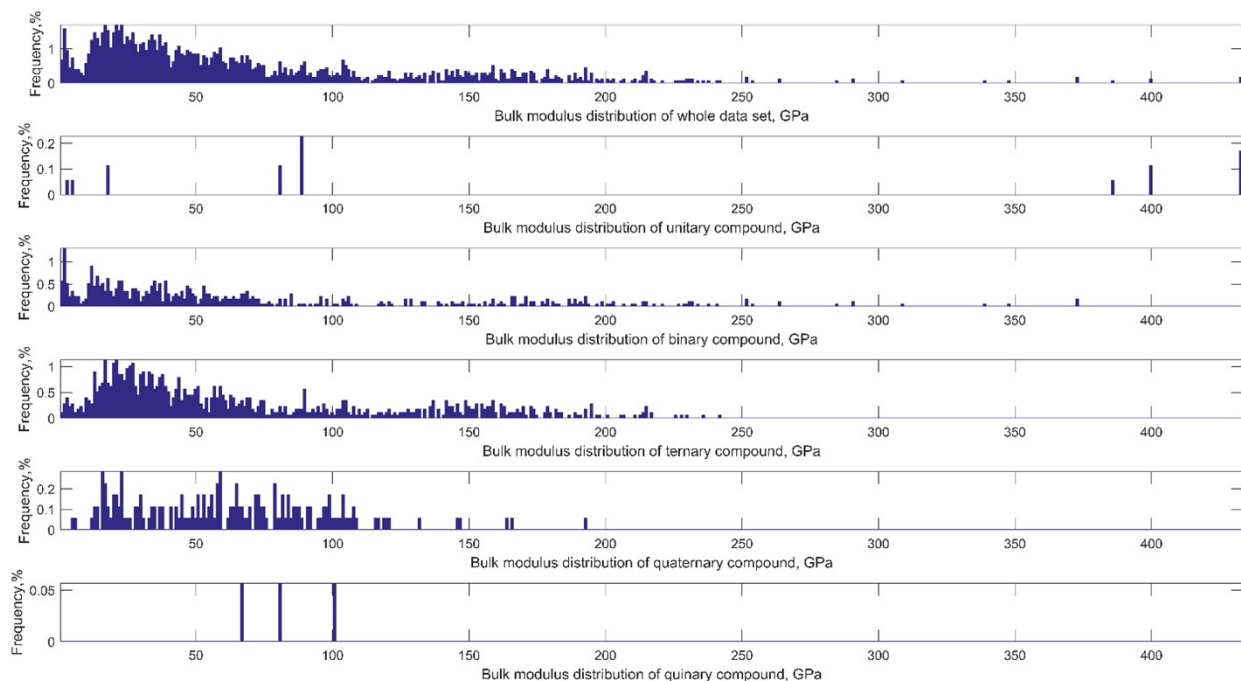 Frequency,%
1
0
50 100 150 200 250 300 350 400
Bulk modulus distribution of whole data set, GPa
Frequency,%
0.2
0.1
0
50 100 150 200 250 300 350 400
Bulk modulus distribution of unitary compound, GPa
Frequency,%
1
0.5
0
50 100 150 200 250 300 350 400
Bulk modulus distribution of binary compound, GPa
Frequency,%
1
0.5
0
50 100 150 200 250 300 350 400
Bulk modulus distribution of ternary compound, GPa
Frequency,%
0.2
0.1
0
50 100 150 200 250 300 350 400
Bulk modulus distribution of quaternary compound, GPa
Frequency,%
0.05
0
50 100 150 200 250 300 350 400
Bulk modulus distribution of quinary compound, GPa